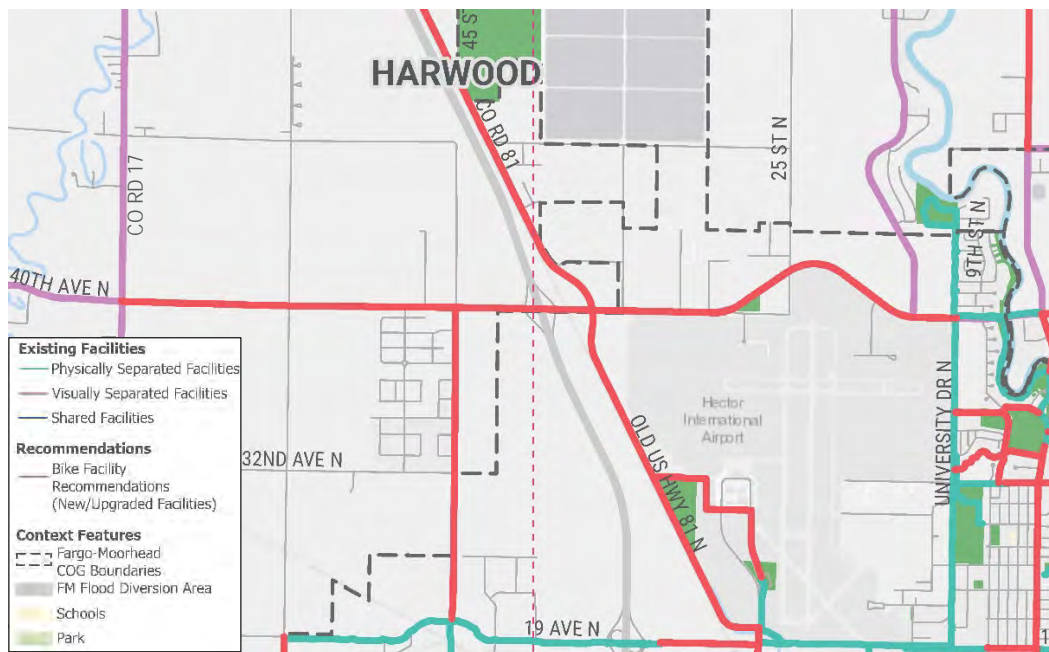 45 ST
HARWOOD
CO RD 81
CO RD 17
25 ST N
9TH ST N
40TH AVE N
Existing Facilities
Physically Separated Facilities
Visually Separated Facilities
Shared Facilities
Recommendations
Bike Facility
Recommendations
(New/Upgraded Facilities)
Context Features
Fargo-Moorhead
COG Boundaries
FM Flood Diversion Area
Schools
Park
32ND AVE N
Hector
International
Airport
OLD US HWY 81 N
UNIVERSITY DR N
19 AVE N
1